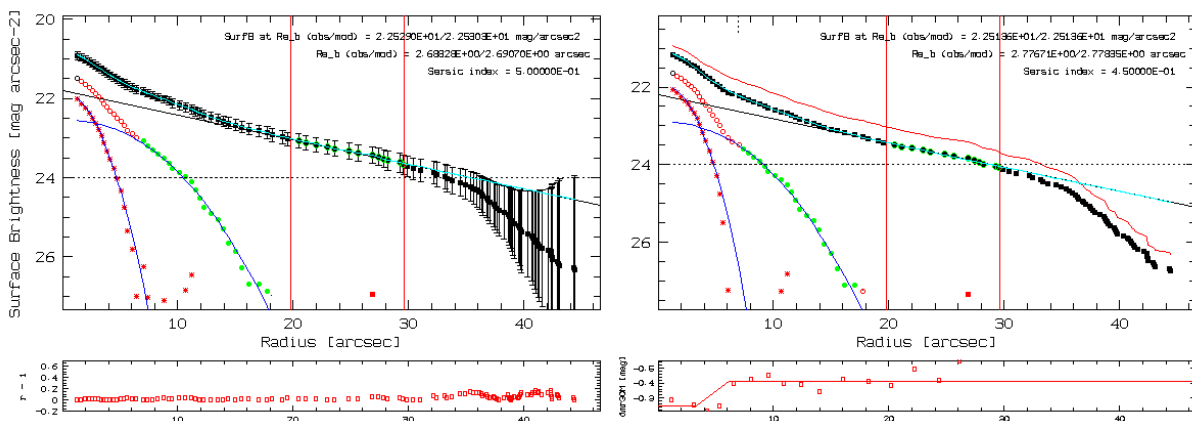 SurfB at Re_b (obs/mod) = 2.25290E+01/2.25303E+01 mag/arcsec2
Re_b (obs/mod) = 2.68828E+00/2.69070E+00 arcsec
Sersic index = 5.00000E-01
Surface Brightness [mag arcsec-2]
20
22
24
26
10 20 30 40
Radius [arcsec]
r - 1
0.6
0.4
0.2
0.0
-0.2
10 20 30 40
SurfB at Re_b (obs/mod) = 2.25136E+01/2.25136E+01 mag/arcsec2
Re_b (obs/mod) = 2.77671E+00/2.77835E+00 arcsec
Sersic index = 4.50000E-01
22
24
26
10 20 30 40
Radius [arcsec]
-0.4
10 20 30 40